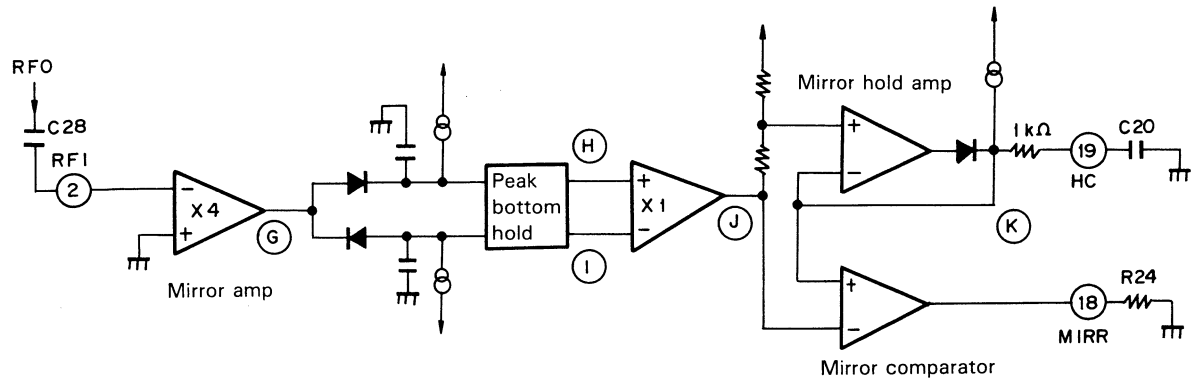 RFO
C28
RFI
2
−
X4
+
G
Mirror amp
Peak
bottom
hold
H
I
+
X1
−
J
Mirror hold amp
+
−
1kΩ
19
HC
C20
K
+
−
Mirror comparator
18
MIRR
R24